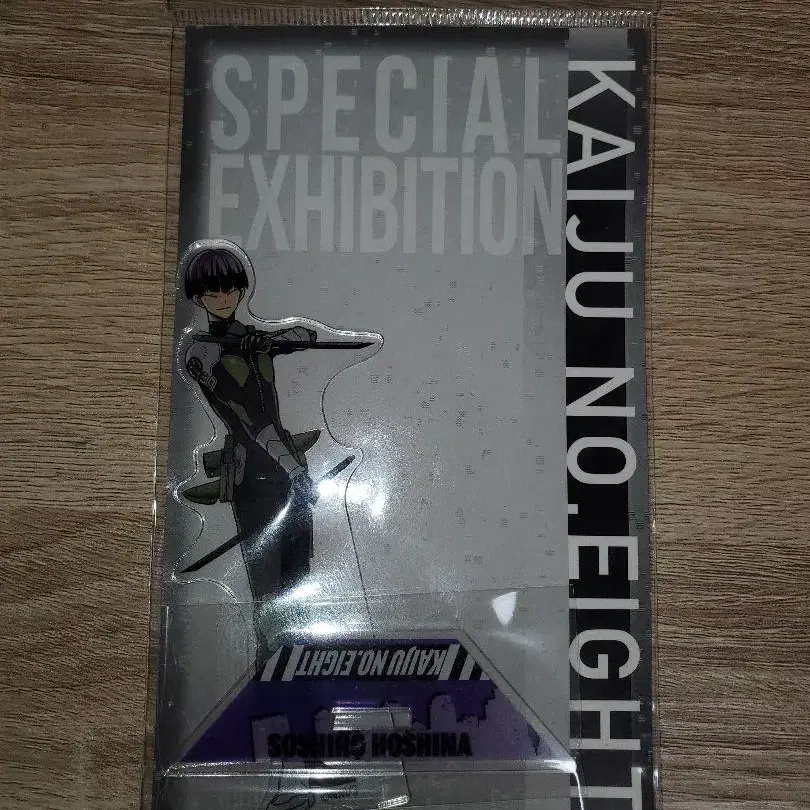 SPECIAL
EXHIBITION
KAIJU NO.EIGHT
KAIJU NO.EIGHT
SOSHIRO HOSHINA